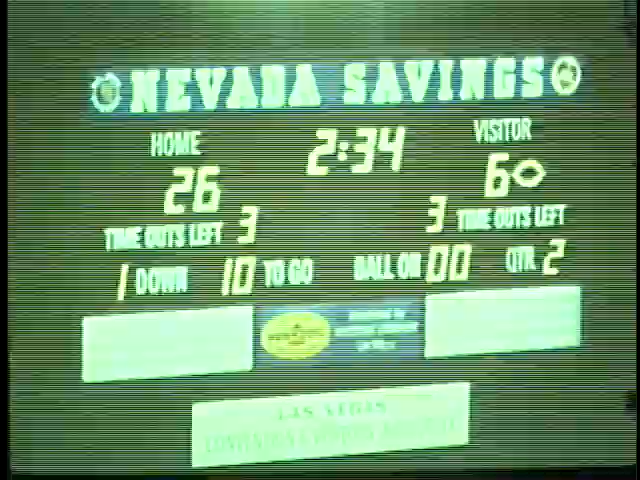 NEVADA SAVINGS
HOME 2:34 VISITOR
26 6
TIME OUTS LEFT 3 3 TIME OUTS LEFT
1 DOWN 10 TO GO BALL ON 00 QTR 2
LAS VEGAS